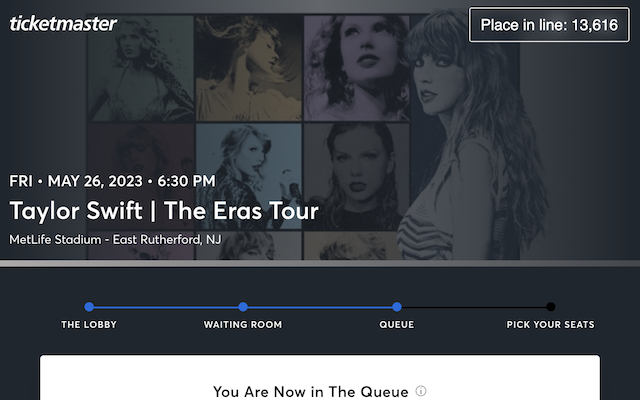 ticketmaster
Place in line: 13,616
FRI • MAY 26, 2023 • 6:30 PM
Taylor Swift | The Eras Tour
MetLife Stadium - East Rutherford, NJ
THE LOBBY
WAITING ROOM
QUEUE
PICK YOUR SEATS
You Are Now in The Queue